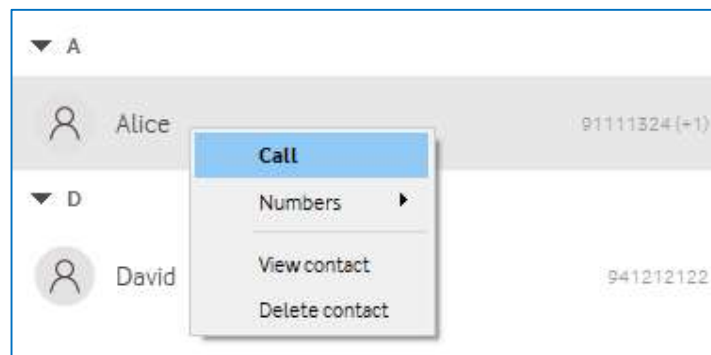 A
Alice
91111324 (+1)
Call
D
Numbers
View contact
David
941212122
Delete contact